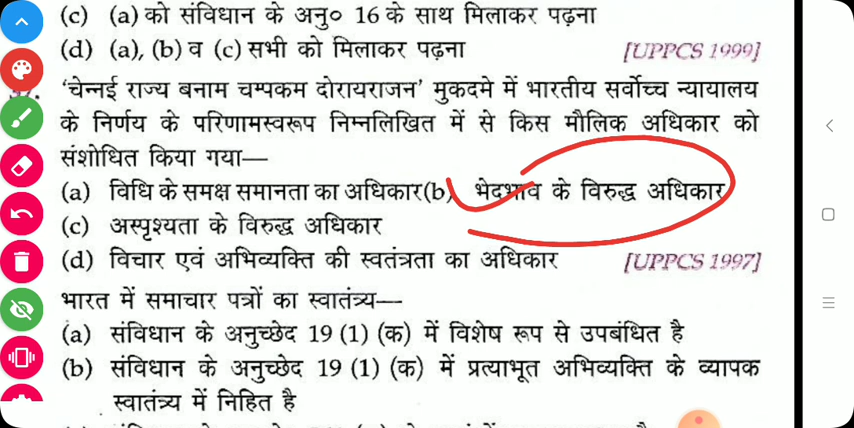 (c) (a) को संविधान के अनु० 16 के साथ मिलाकर पढ़ना
(d) (a), (b) व (c) सभी को मिलाकर पढ़ना [UPPCS 1999]
'चेन्नई राज्य बनाम चम्पकम दोरायराजन' मुकदमे में भारतीय सर्वोच्च न्यायालय
के निर्णय के परिणामस्वरूप निम्नलिखित में से किस मौलिक अधिकार को
संशोधित किया गया—
(a) विधि के समक्ष समानता का अधिकार(b) भेदभाव के विरुद्ध अधिकार
(c) अस्पृश्यता के विरुद्ध अधिकार
(d) विचार एवं अभिव्यक्ति की स्वतंत्रता का अधिकार [UPPCS 1997]
भारत में समाचार पत्रों का स्वातंत्र्य—
(a) संविधान के अनुच्छेद 19 (1) (क) में विशेष रूप से उपबंधित है
(b) संविधान के अनुच्छेद 19 (1) (क) में प्रत्याभूत अभिव्यक्ति के व्यापक
स्वातंत्र्य में निहित है